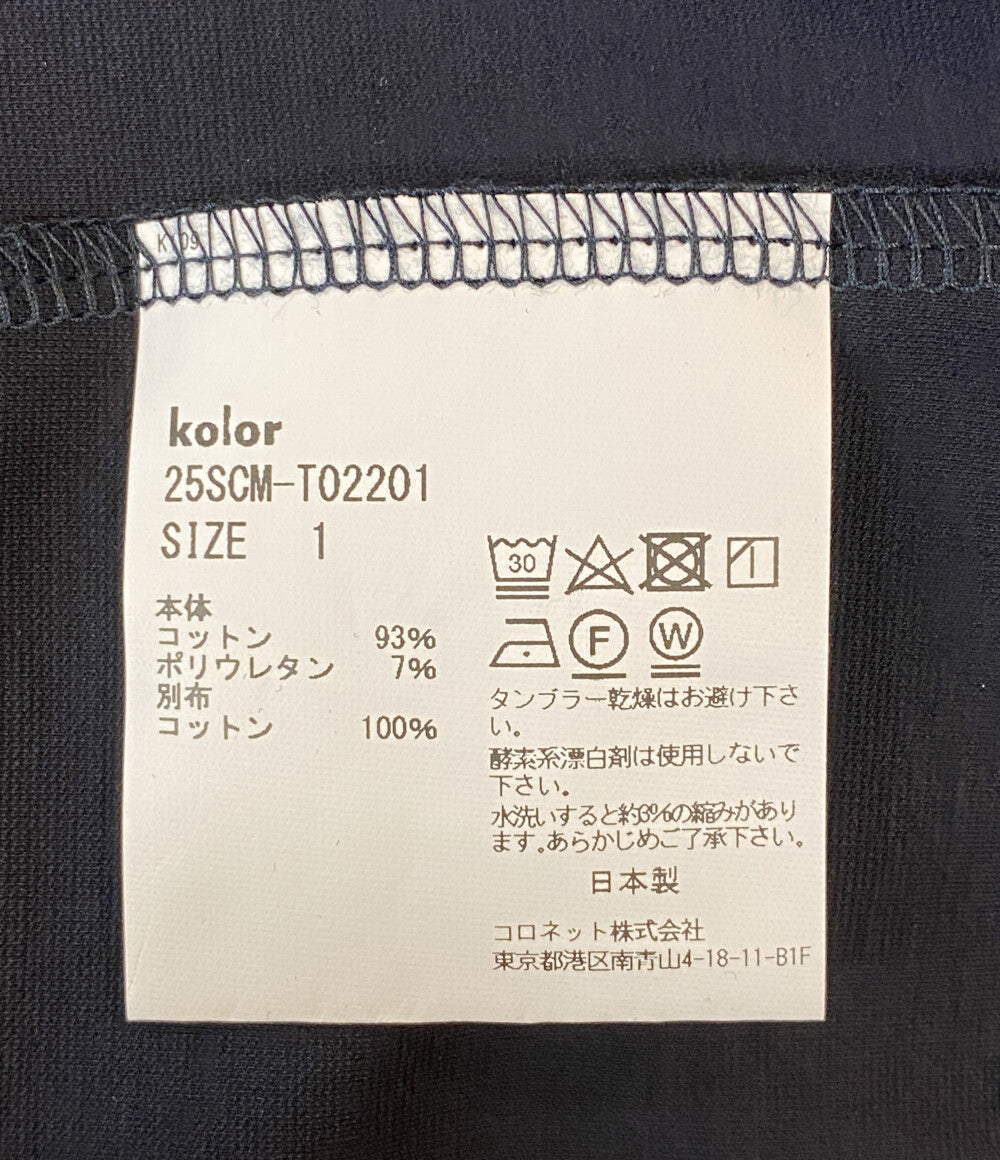 kolor
25SCM-T02201
SIZE 1
本体
コットン 93%
ポリウレタン 7%
別布
コットン 100%
30
F
W
タンブラー乾燥はお避け下さ
い。
酵素系漂白剤は使用しないで
下さい。
水洗いすると約3%の縮みがあり
ます。あらかじめご了承下さい。
日本製
コロネット株式会社
東京都港区南青山4-18-11-B1F